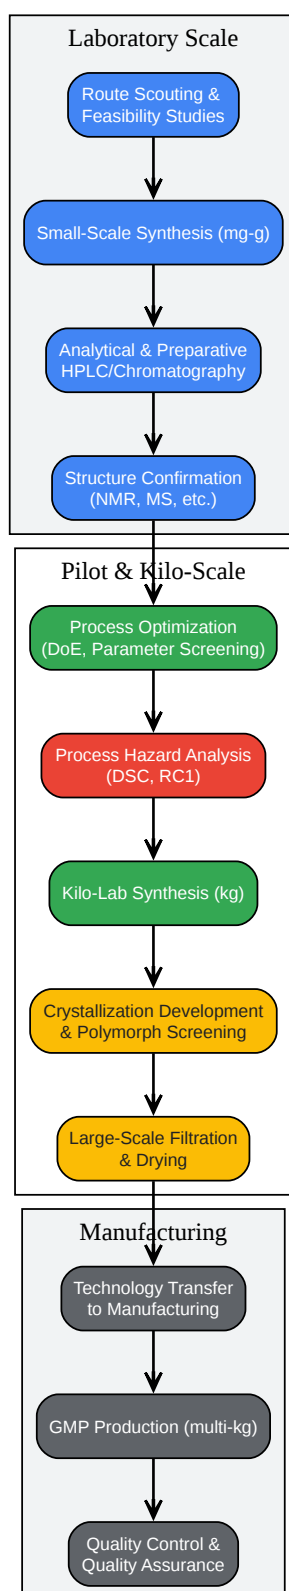 Laboratory Scale
Route Scouting &
Feasibility Studies
Small-Scale Synthesis (mg-g)
Analytical & Preparative
HPLC/Chromatography
Structure Confirmation
(NMR, MS, etc.)
Pilot & Kilo-Scale
Process Optimization
(DoE, Parameter Screening)
Process Hazard Analysis
(DSC, RC1)
Kilo-Lab Synthesis (kg)
Crystallization Development
& Polymorph Screening
Large-Scale Filtration
& Drying
Manufacturing
Technology Transfer
to Manufacturing
GMP Production (multi-kg)
Quality Control &
Quality Assurance